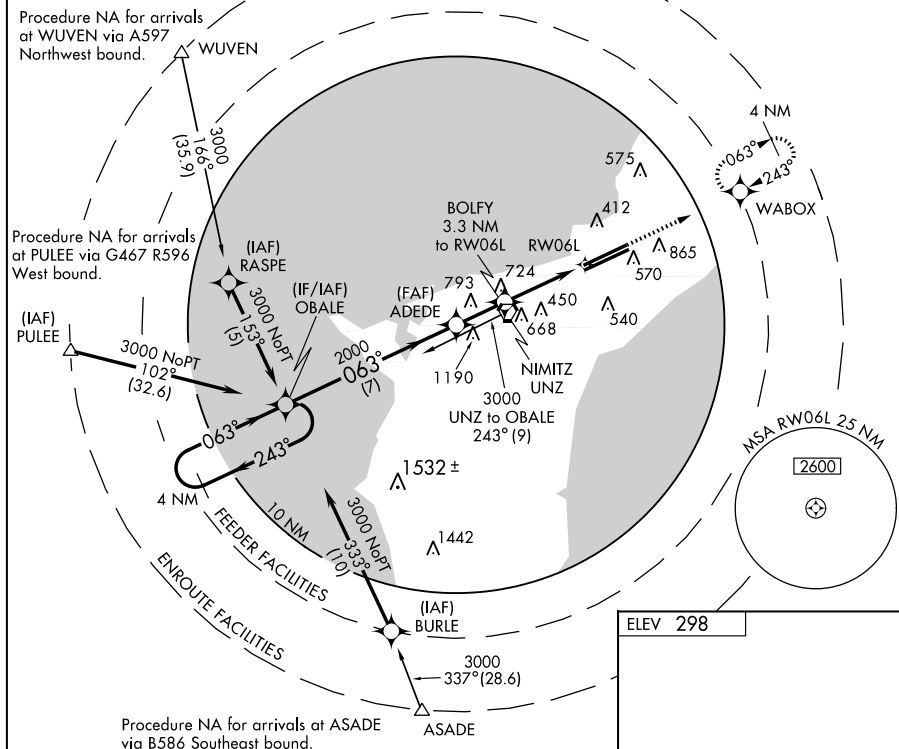 Procedure NA for arrivals
at WUVEN via A597
Northwest bound.
WUVEN
3000
166°
(35.9)
4 NM
063°
243°
WABOX
575
412
BOLFY
3.3 NM
to RW06L
RW06L
865
570
Procedure NA for arrivals
at PULEE via G467 R596
West bound.
(IAF)
RASPE
(IF/IAF)
OBALE
(FAF)
ADEDE
793
724
450
668
540
3000 NoPT
153°
(5)
(IAF)
PULEE
3000 NoPT
102°
(32.6)
2000
063°
(7)
1190
NIMITZ
UNZ
3000
UNZ to OBALE
243° (9)
063°
243°
4 NM
MSA RW06L 25 NM
2600
1532 ±
10 NM
3000 NoPT
333°
(10)
1442
FEEDER FACILITIES
ENROUTE FACILITIES
(IAF)
BURLE
ELEV 298
3000
337° (28.6)
ASADE
Procedure NA for arrivals at ASADE
via B586 Southeast bound.